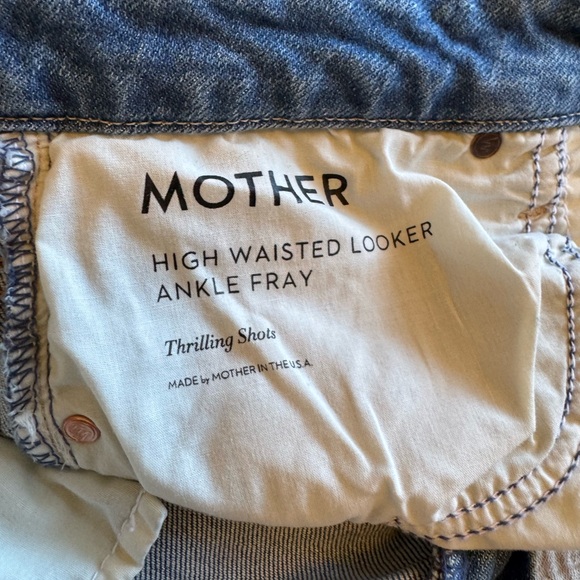 MOTHER
HIGH WAISTED LOOKER
ANKLE FRAY
Thrilling Shots
MADE by MOTHER IN THE U.S.A.